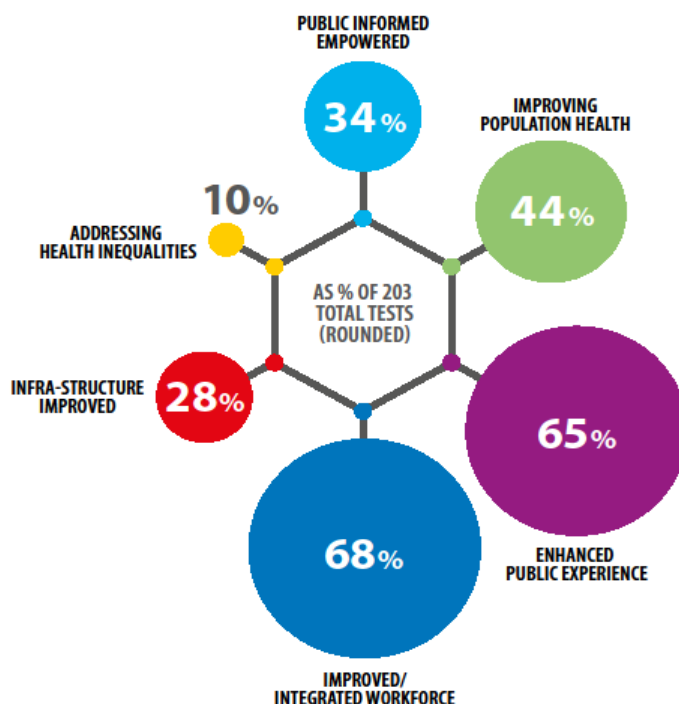 PUBLIC INFORMED
EMPOWERED
34%
IMPROVING
POPULATION HEALTH
44%
10%
ADDRESSING
HEALTH INEQUALITIES
AS % OF 203
TOTAL TESTS
(ROUNDED)
INFRA-STRUCTURE
IMPROVED
28%
65%
ENHANCED
PUBLIC EXPERIENCE
68%
IMPROVED/
INTEGRATED WORKFORCE